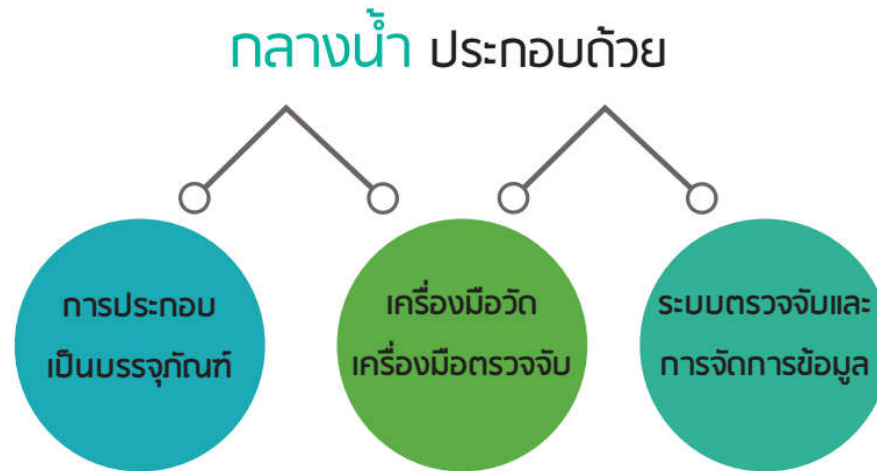 กลางน้ำ ประกอบด้วย
การประกอบ
เป็นบรรจุภัณฑ์
เครื่องมือวัด
เครื่องมือตรวจจับ
ระบบตรวจจับและ
การจัดการข้อมูล